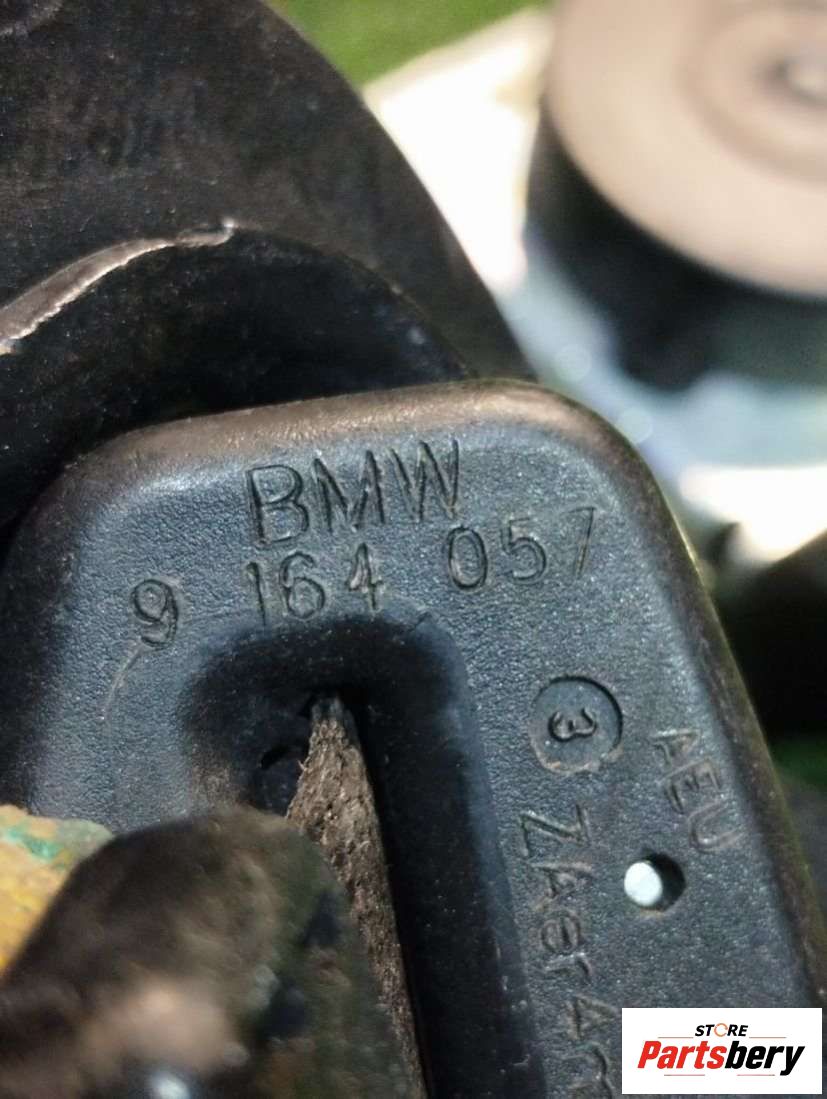 BMW
9 164 057
3
AEU
STORE
Partsbery